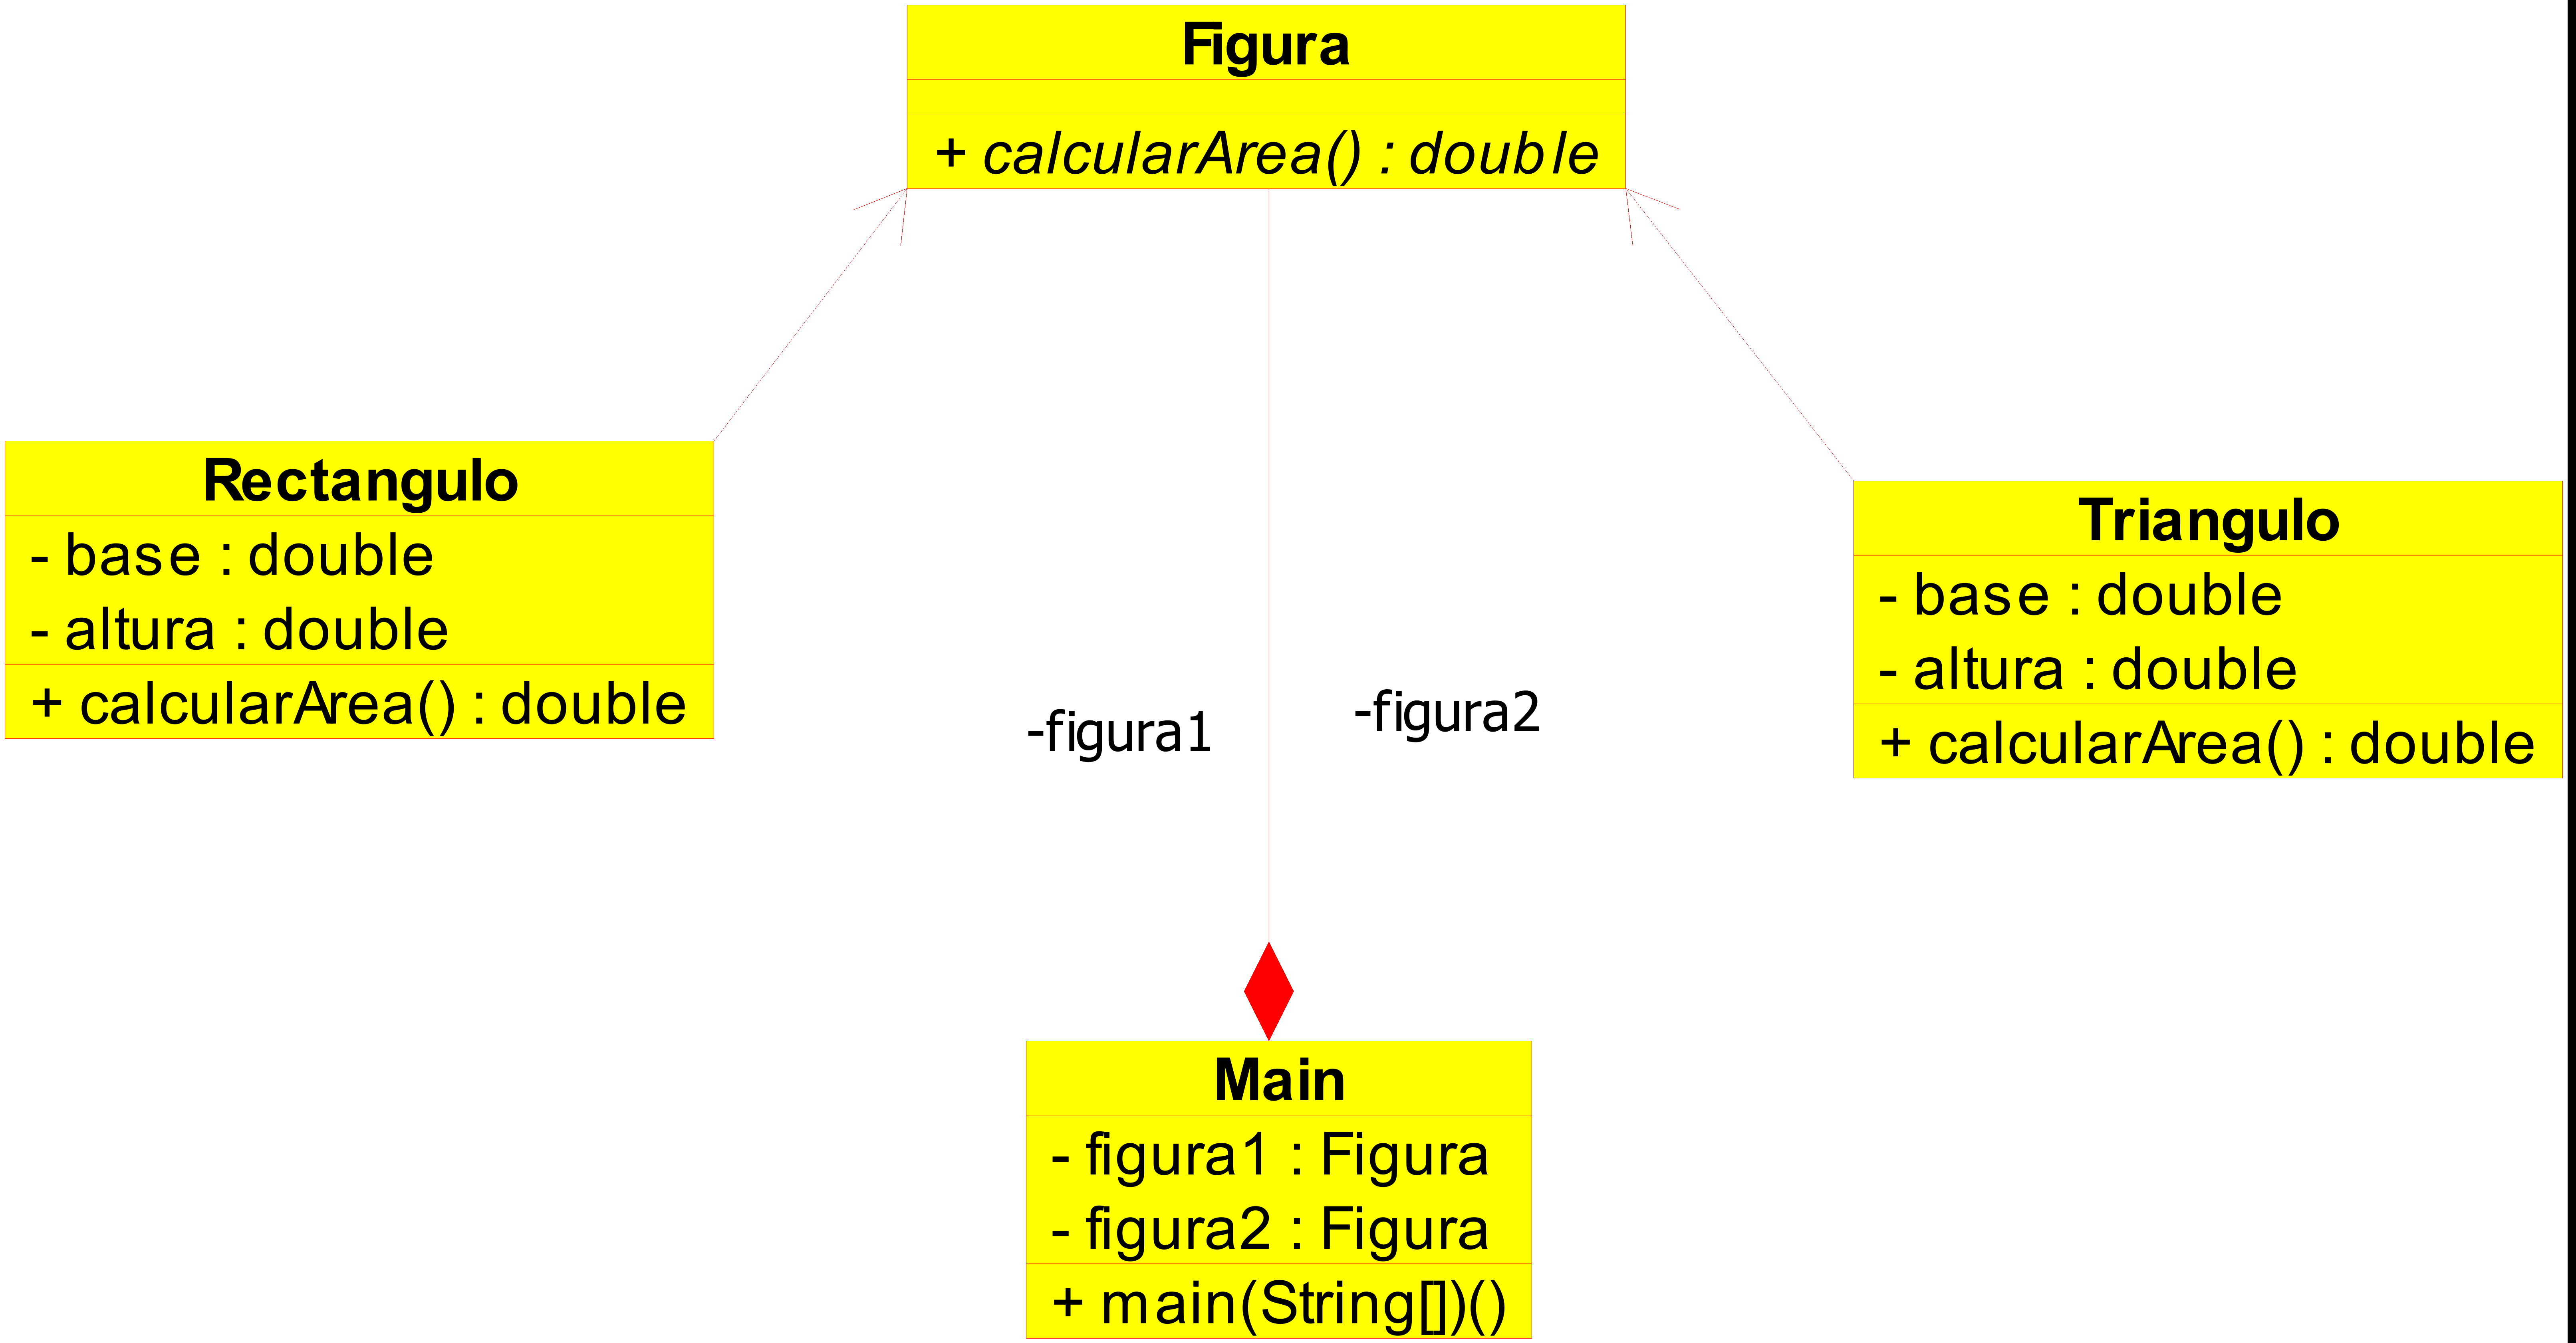 Figura
+ calcularArea() : double
Rectangulo
- base : double
- altura : double
+ calcularArea() : double
Triangulo
- base : double
- altura : double
+ calcularArea() : double
-figura1
-figura2
Main
- figura1 : Figura
- figura2 : Figura
+ main(String[])()